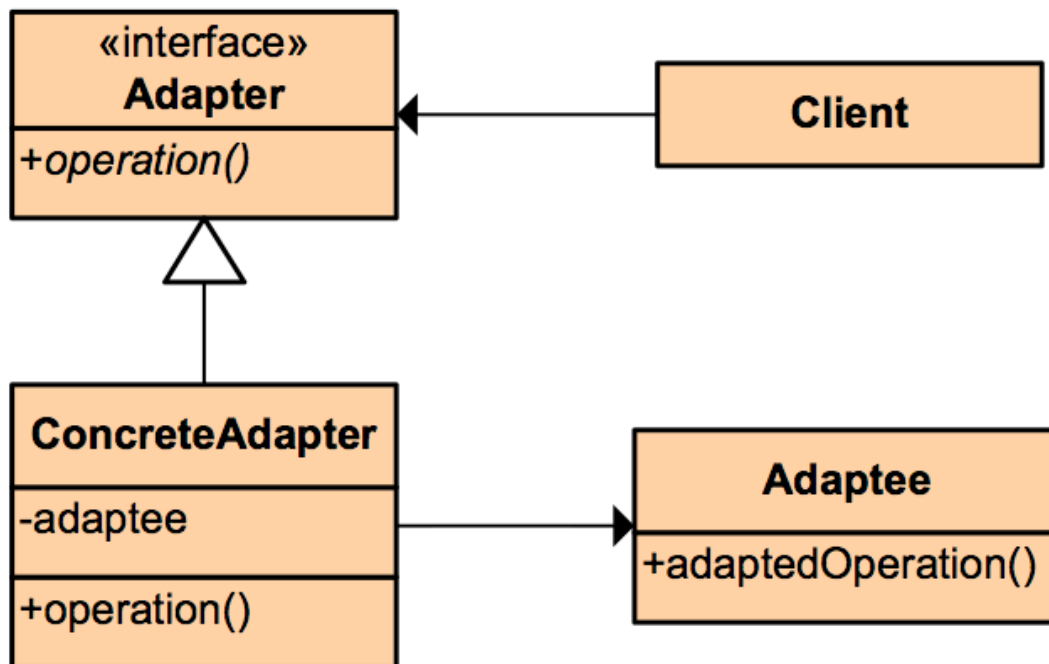 «interface»
Adapter
+operation()
Client
ConcreteAdapter
-adaptee
+operation()
Adaptee
+adaptedOperation()